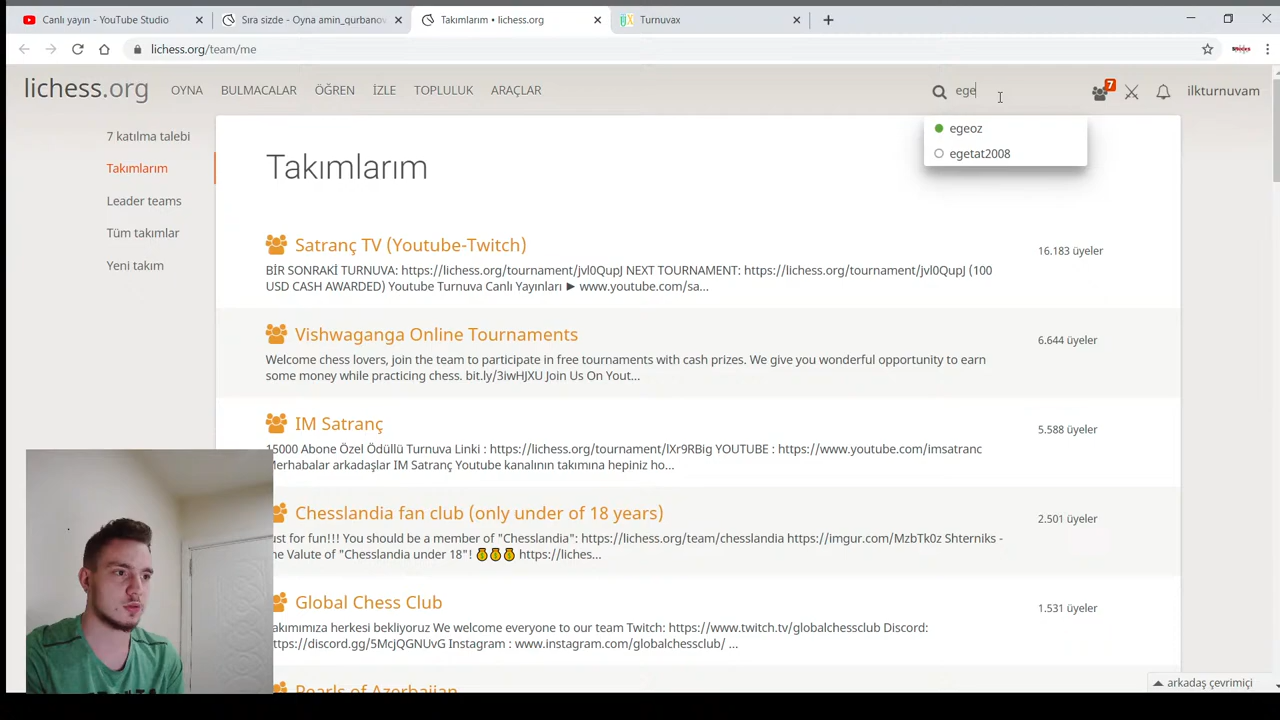 Canlı yayın - YouTube Studio
Sıra sizde - Oyna amin_qurbanov
Takımlarım • lichess.org
Turnuvax
lichess.org/team/me
lichess.org
OYNA
BULMACALAR
ÖĞREN
İZLE
TOPLULUK
ARAÇLAR
ege
7
ilkturnuvam
egeoz
egetat2008
7 katılma talebi
Takımlarım
Leader teams
Tüm takımlar
Yeni takım
Takımlarım
Satranç TV (Youtube-Twitch)
16.183 üyeler
BİR SONRAKİ TURNUVA: https://lichess.org/tournament/jvl0QupJ NEXT TOURNAMENT: https://lichess.org/tournament/jvl0QupJ (100
USD CASH AWARDED) Youtube Turnuva Canlı Yayınları ► www.youtube.com/sa...
Vishwaganga Online Tournaments
6.644 üyeler
Welcome chess lovers, join the team to participate in free tournaments with cash prizes. We give you wonderful opportunity to earn
some money while practicing chess. bit.ly/3iwHJXU Join Us On Yout...
IM Satranç
5.588 üyeler
15000 Abone Özel Ödüllü Turnuva Linki : https://lichess.org/tournament/lXr9RBig YOUTUBE : https://www.youtube.com/imsatranc
Merhabalar arkadaşlar IM Satranç Youtube kanalının takımına hepiniz ho...
Chesslandia fan club (only under of 18 years)
2.501 üyeler
ust for fun!!! You should be a member of "Chesslandia": https://lichess.org/team/chesslandia https://imgur.com/MzbTk0z Shterniks -
he Valute of "Chesslandia under 18"! 💰💰💰 https://liches...
Global Chess Club
1.531 üyeler
akımımıza herkesi bekliyoruz We welcome everyone to our team Twitch: https://www.twitch.tv/globalchessclub Discord:
ttps://discord.gg/5McjQGNUvG Instagram : www.instagram.com/globalchessclub/ ...
Pearls of Azerbaijan
arkadaş çevrimiçi